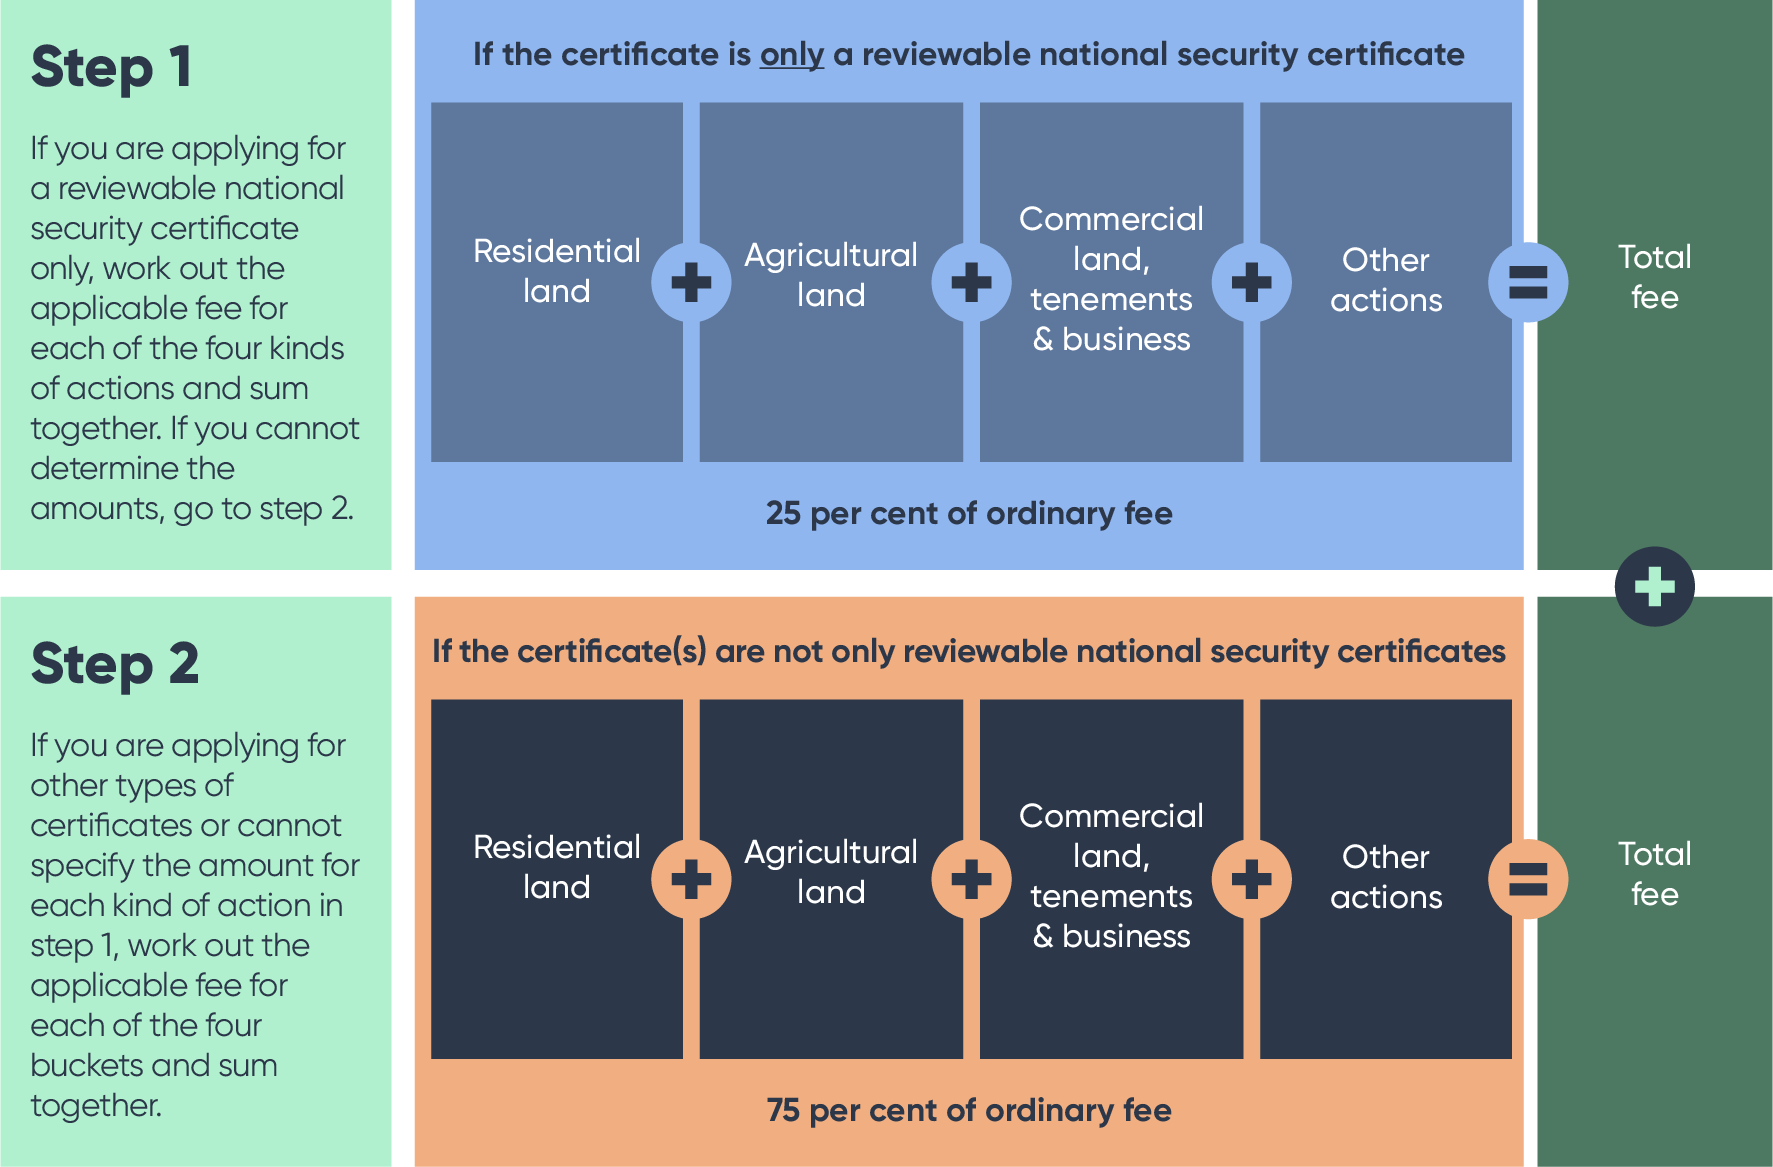 Step 1
If you are applying for
a reviewable national
security certificate
only, work out the
applicable fee for
each of the four kinds
of actions and sum
together. If you cannot
determine the
amounts, go to step 2.
If the certificate is only a reviewable national security certificate
Residential
land
+
Agricultural
land
+
Commercial
land,
tenements
& business
+
Other
actions
=
Total
fee
25 per cent of ordinary fee
+
Step 2
If you are applying for
other types of
certificates or cannot
specify the amount for
each kind of action in
step 1, work out the
applicable fee for
each of the four
buckets and sum
together.
If the certificate(s) are not only reviewable national security certificates
Residential
land
+
Agricultural
land
+
Commercial
land,
tenements
& business
+
Other
actions
=
Total
fee
75 per cent of ordinary fee